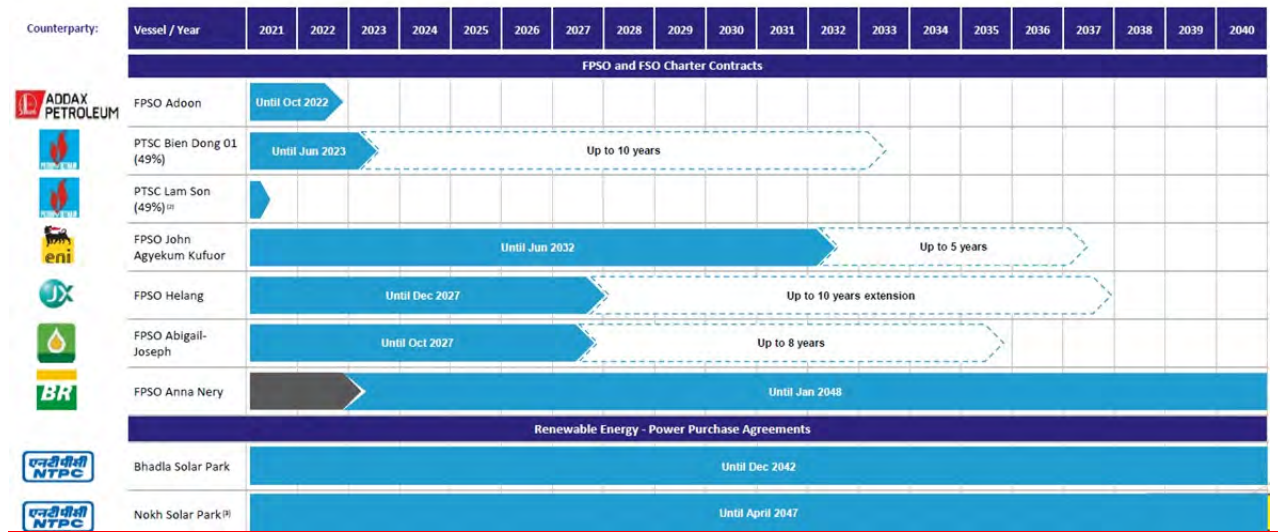 Counterparty: Vessel / Year 2021 2022 2023 2024 2025 2026 2027 2028 2029 2030 2031 2032 2033 2034 2035 2036 2037 2038 2039 2040
FPSO and FSO Charter Contracts
ADDAX
PETROLEUM
FPSO Adoon
Until Oct 2022
PTSC Bien Dong 01
(49%)
Until Jun 2023
Up to 10 years
PTSC Lam Son
(49%) (2)
eni
FPSO John
Agyekum Kufuor
Until Jun 2032
Up to 5 years
JX
FPSO Helang
Until Dec 2027
Up to 10 years extension
FPSO Abigail-
Joseph
Until Oct 2027
Up to 8 years
BR
FPSO Anna Nery
Until Jan 2048
Renewable Energy - Power Purchase Agreements
एनटीपीसी
NTPC
Bhadla Solar Park
Until Dec 2042
एनटीपीसी
NTPC
Nokh Solar Park (3)
Until April 2047